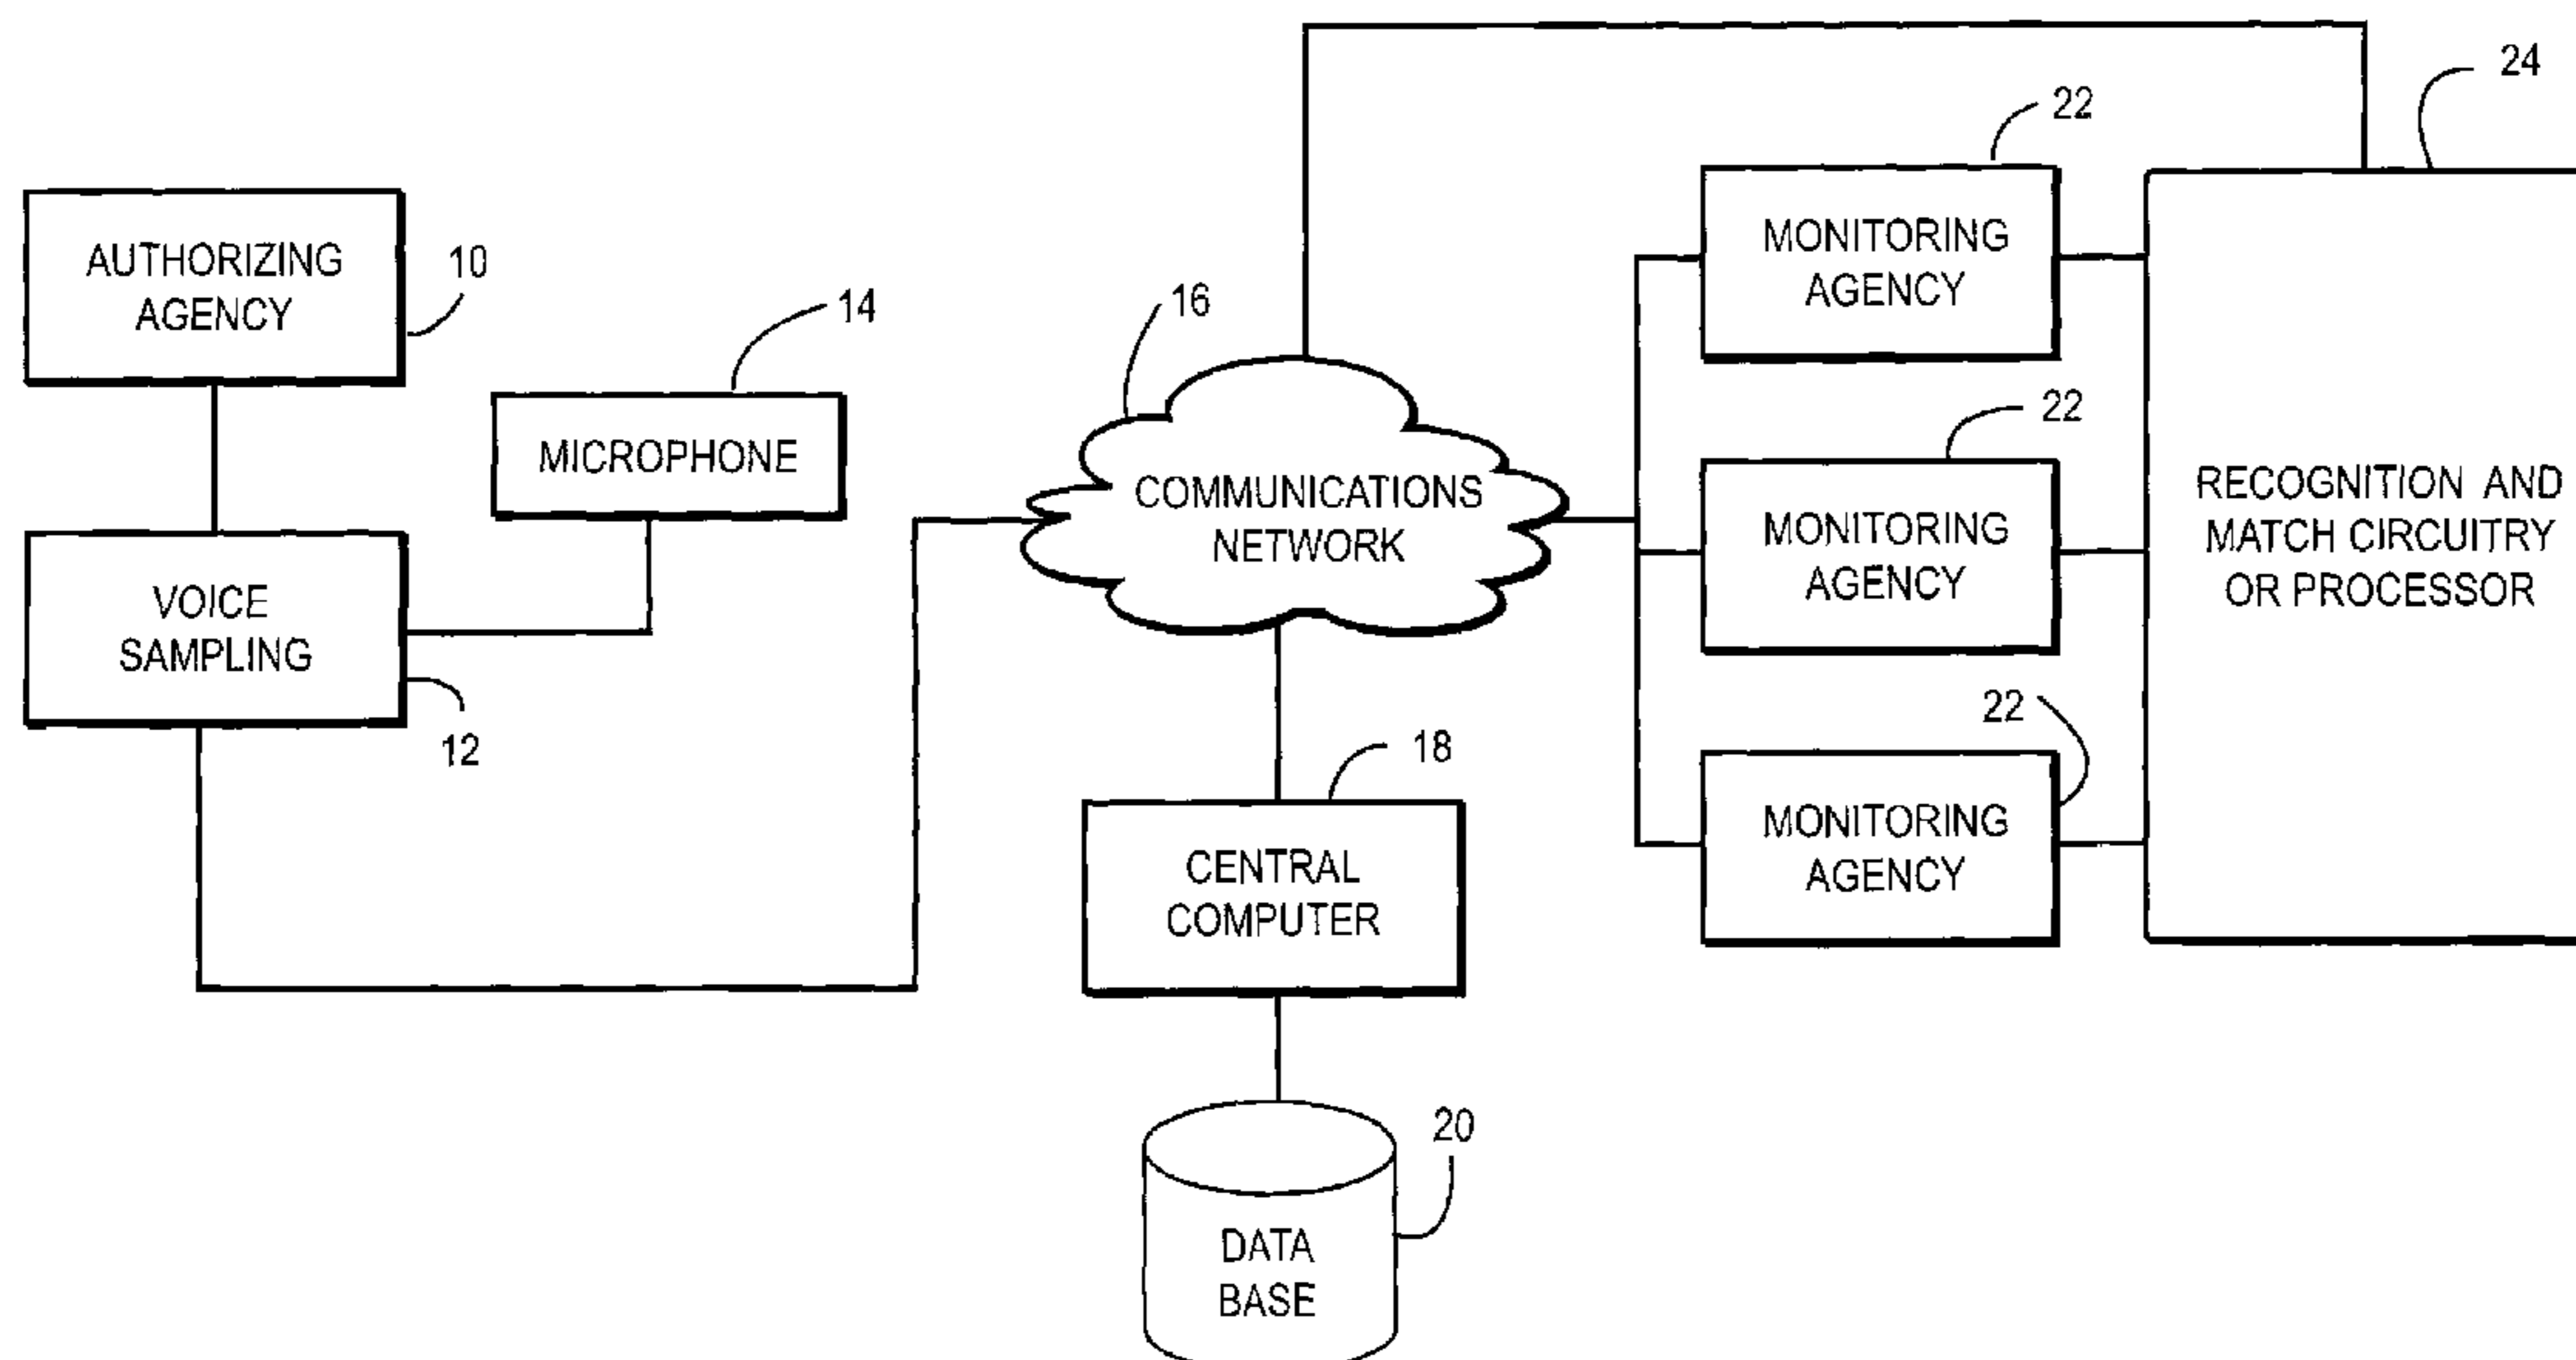 AUTHORIZING
AGENCY
10
VOICE
SAMPLING
12
MICROPHONE
14
COMMUNICATIONS
NETWORK
16
CENTRAL
COMPUTER
18
DATA
BASE
20
MONITORING
AGENCY
22
MONITORING
AGENCY
22
MONITORING
AGENCY
22
RECOGNITION AND
MATCH CIRCUITRY
OR PROCESSOR
24